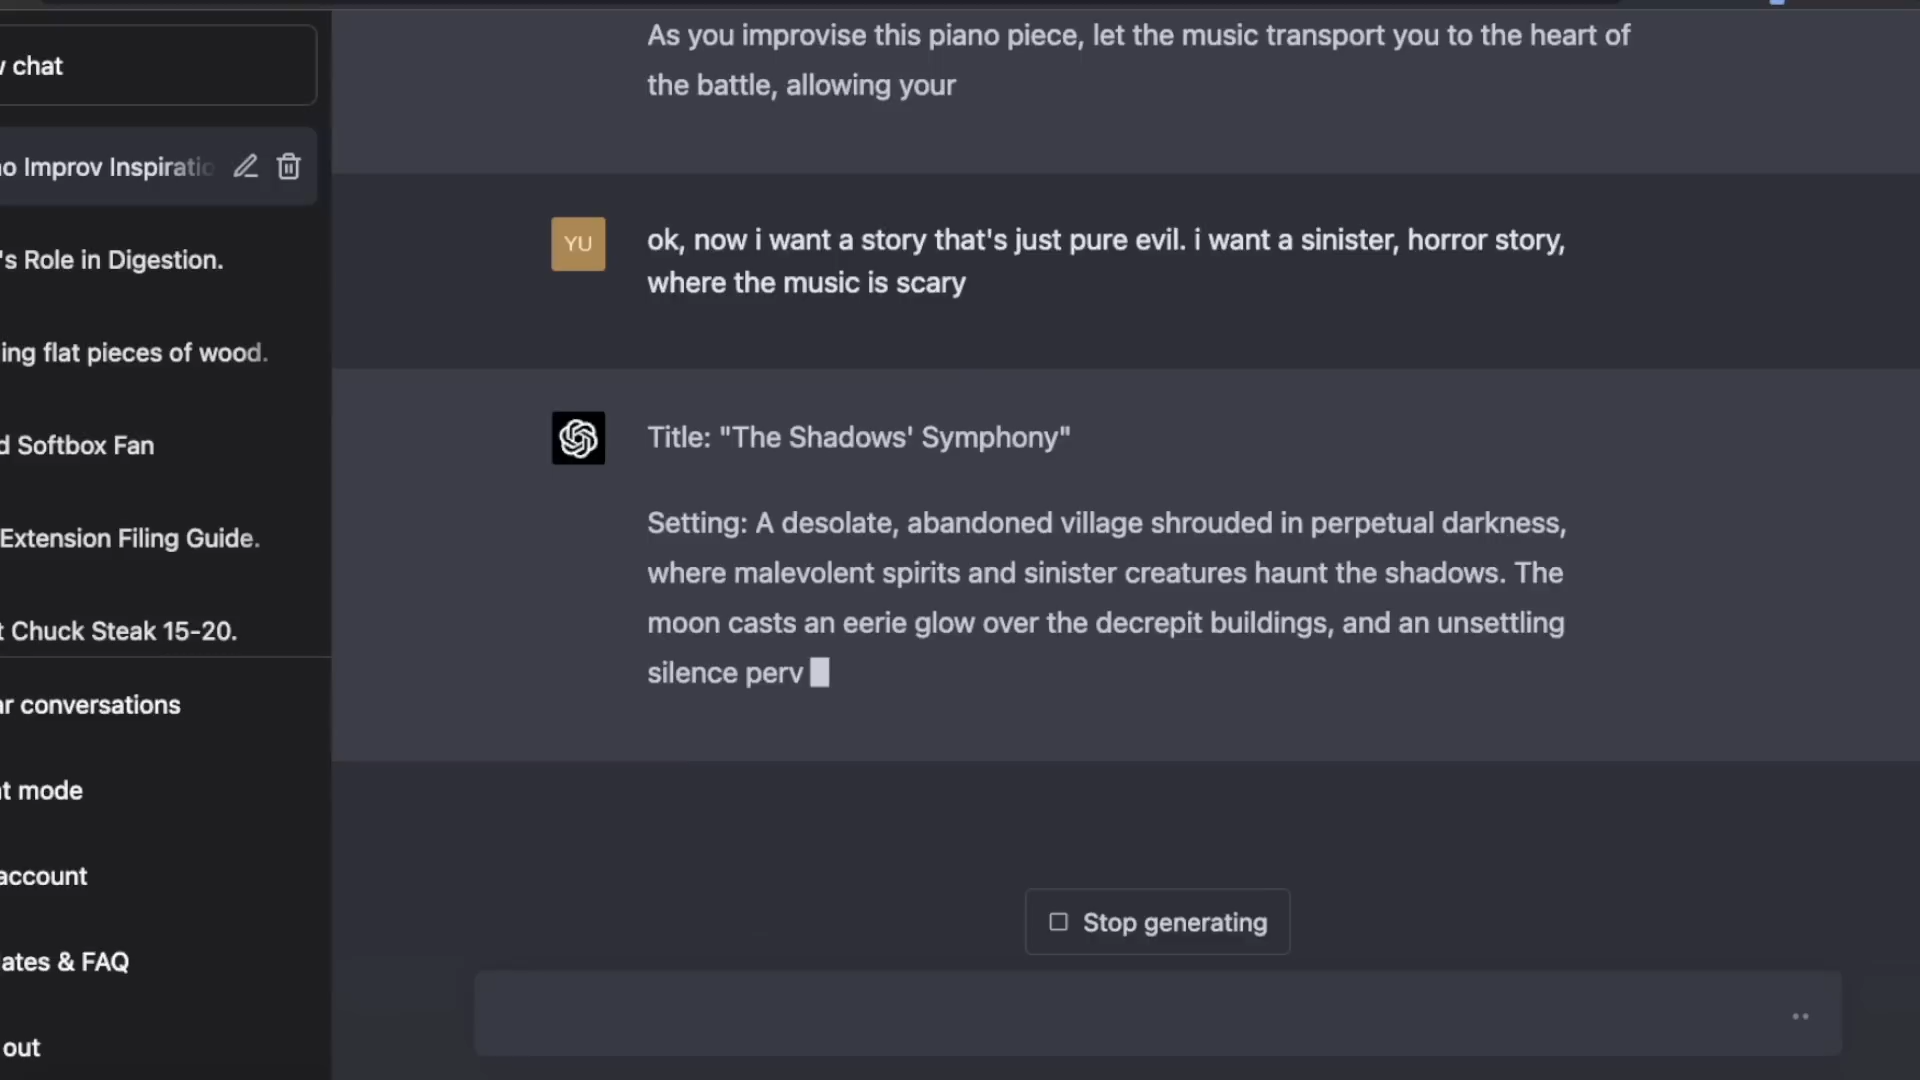 chat
o Improv Inspiratio
's Role in Digestion.
ing flat pieces of wood.
d Softbox Fan
Extension Filing Guide.
t Chuck Steak 15-20.
ar conversations
t mode
account
ates & FAQ
out
As you improvise this piano piece, let the music transport you to the heart of
the battle, allowing your
YU
ok, now i want a story that's just pure evil. i want a sinister, horror story,
where the music is scary
Title: "The Shadows' Symphony"
Setting: A desolate, abandoned village shrouded in perpetual darkness,
where malevolent spirits and sinister creatures haunt the shadows. The
moon casts an eerie glow over the decrepit buildings, and an unsettling
silence perv
Stop generating